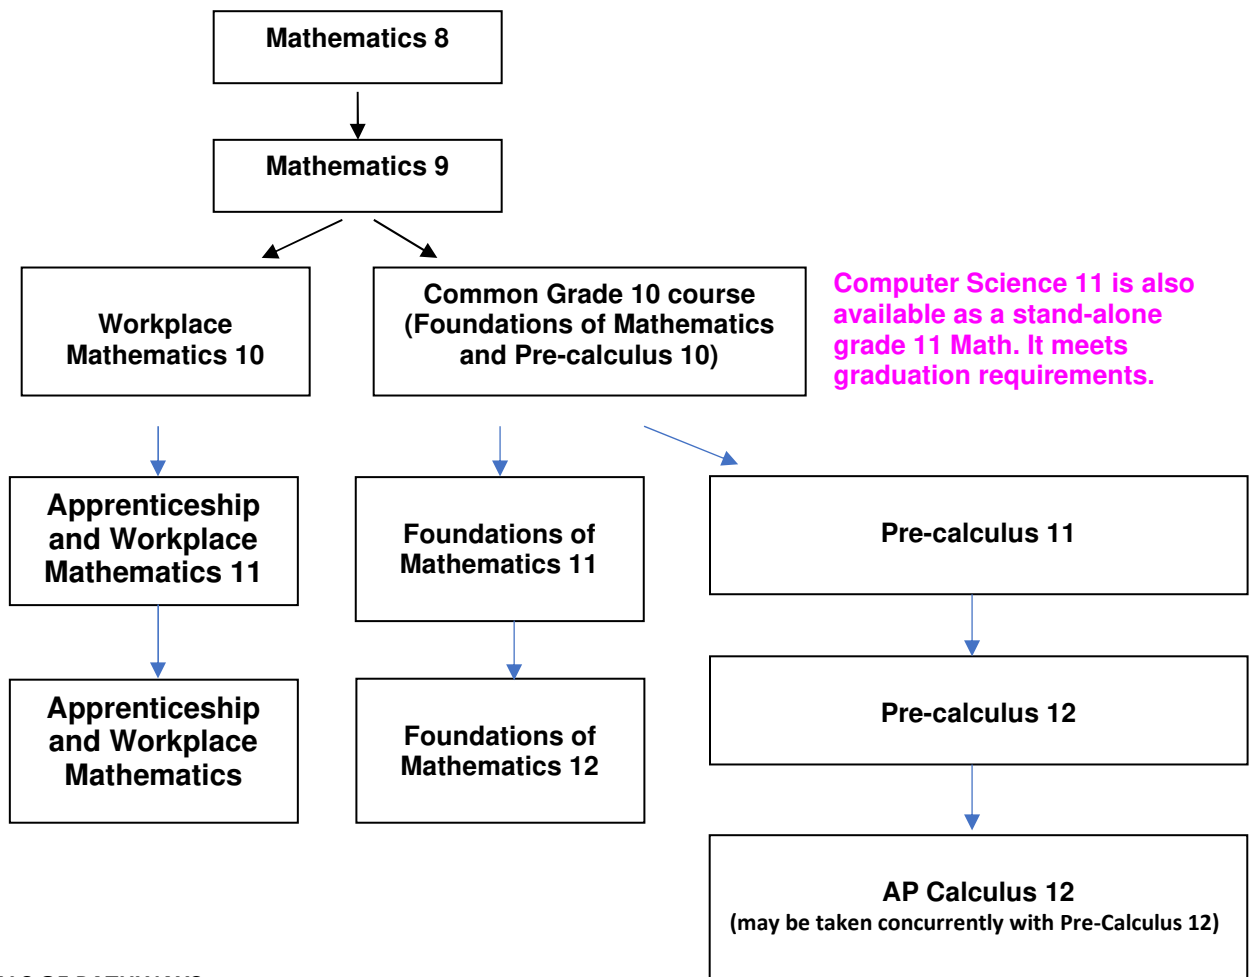 Mathematics 8
Mathematics 9
Workplace
Mathematics 10
Common Grade 10 course
(Foundations of Mathematics
and Pre-calculus 10)
Computer Science 11 is also
available as a stand-alone
grade 11 Math. It meets
graduation requirements.
Apprenticeship
and Workplace
Mathematics 11
Foundations of
Mathematics 11
Pre-calculus 11
Apprenticeship
and Workplace
Mathematics
Foundations of
Mathematics 12
Pre-calculus 12
AP Calculus 12
(may be taken concurrently with Pre-Calculus 12)